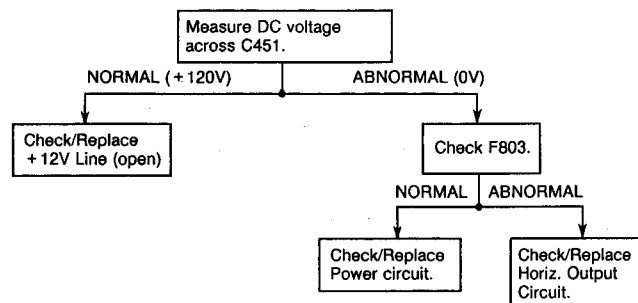 Measure DC voltage
across C451.
NORMAL (+120V)
ABNORMAL (0V)
Check/Replace
+12V Line (open)
Check F803.
NORMAL
ABNORMAL
Check/Replace
Power circuit.
Check/Replace
Horiz. Output
Circuit.